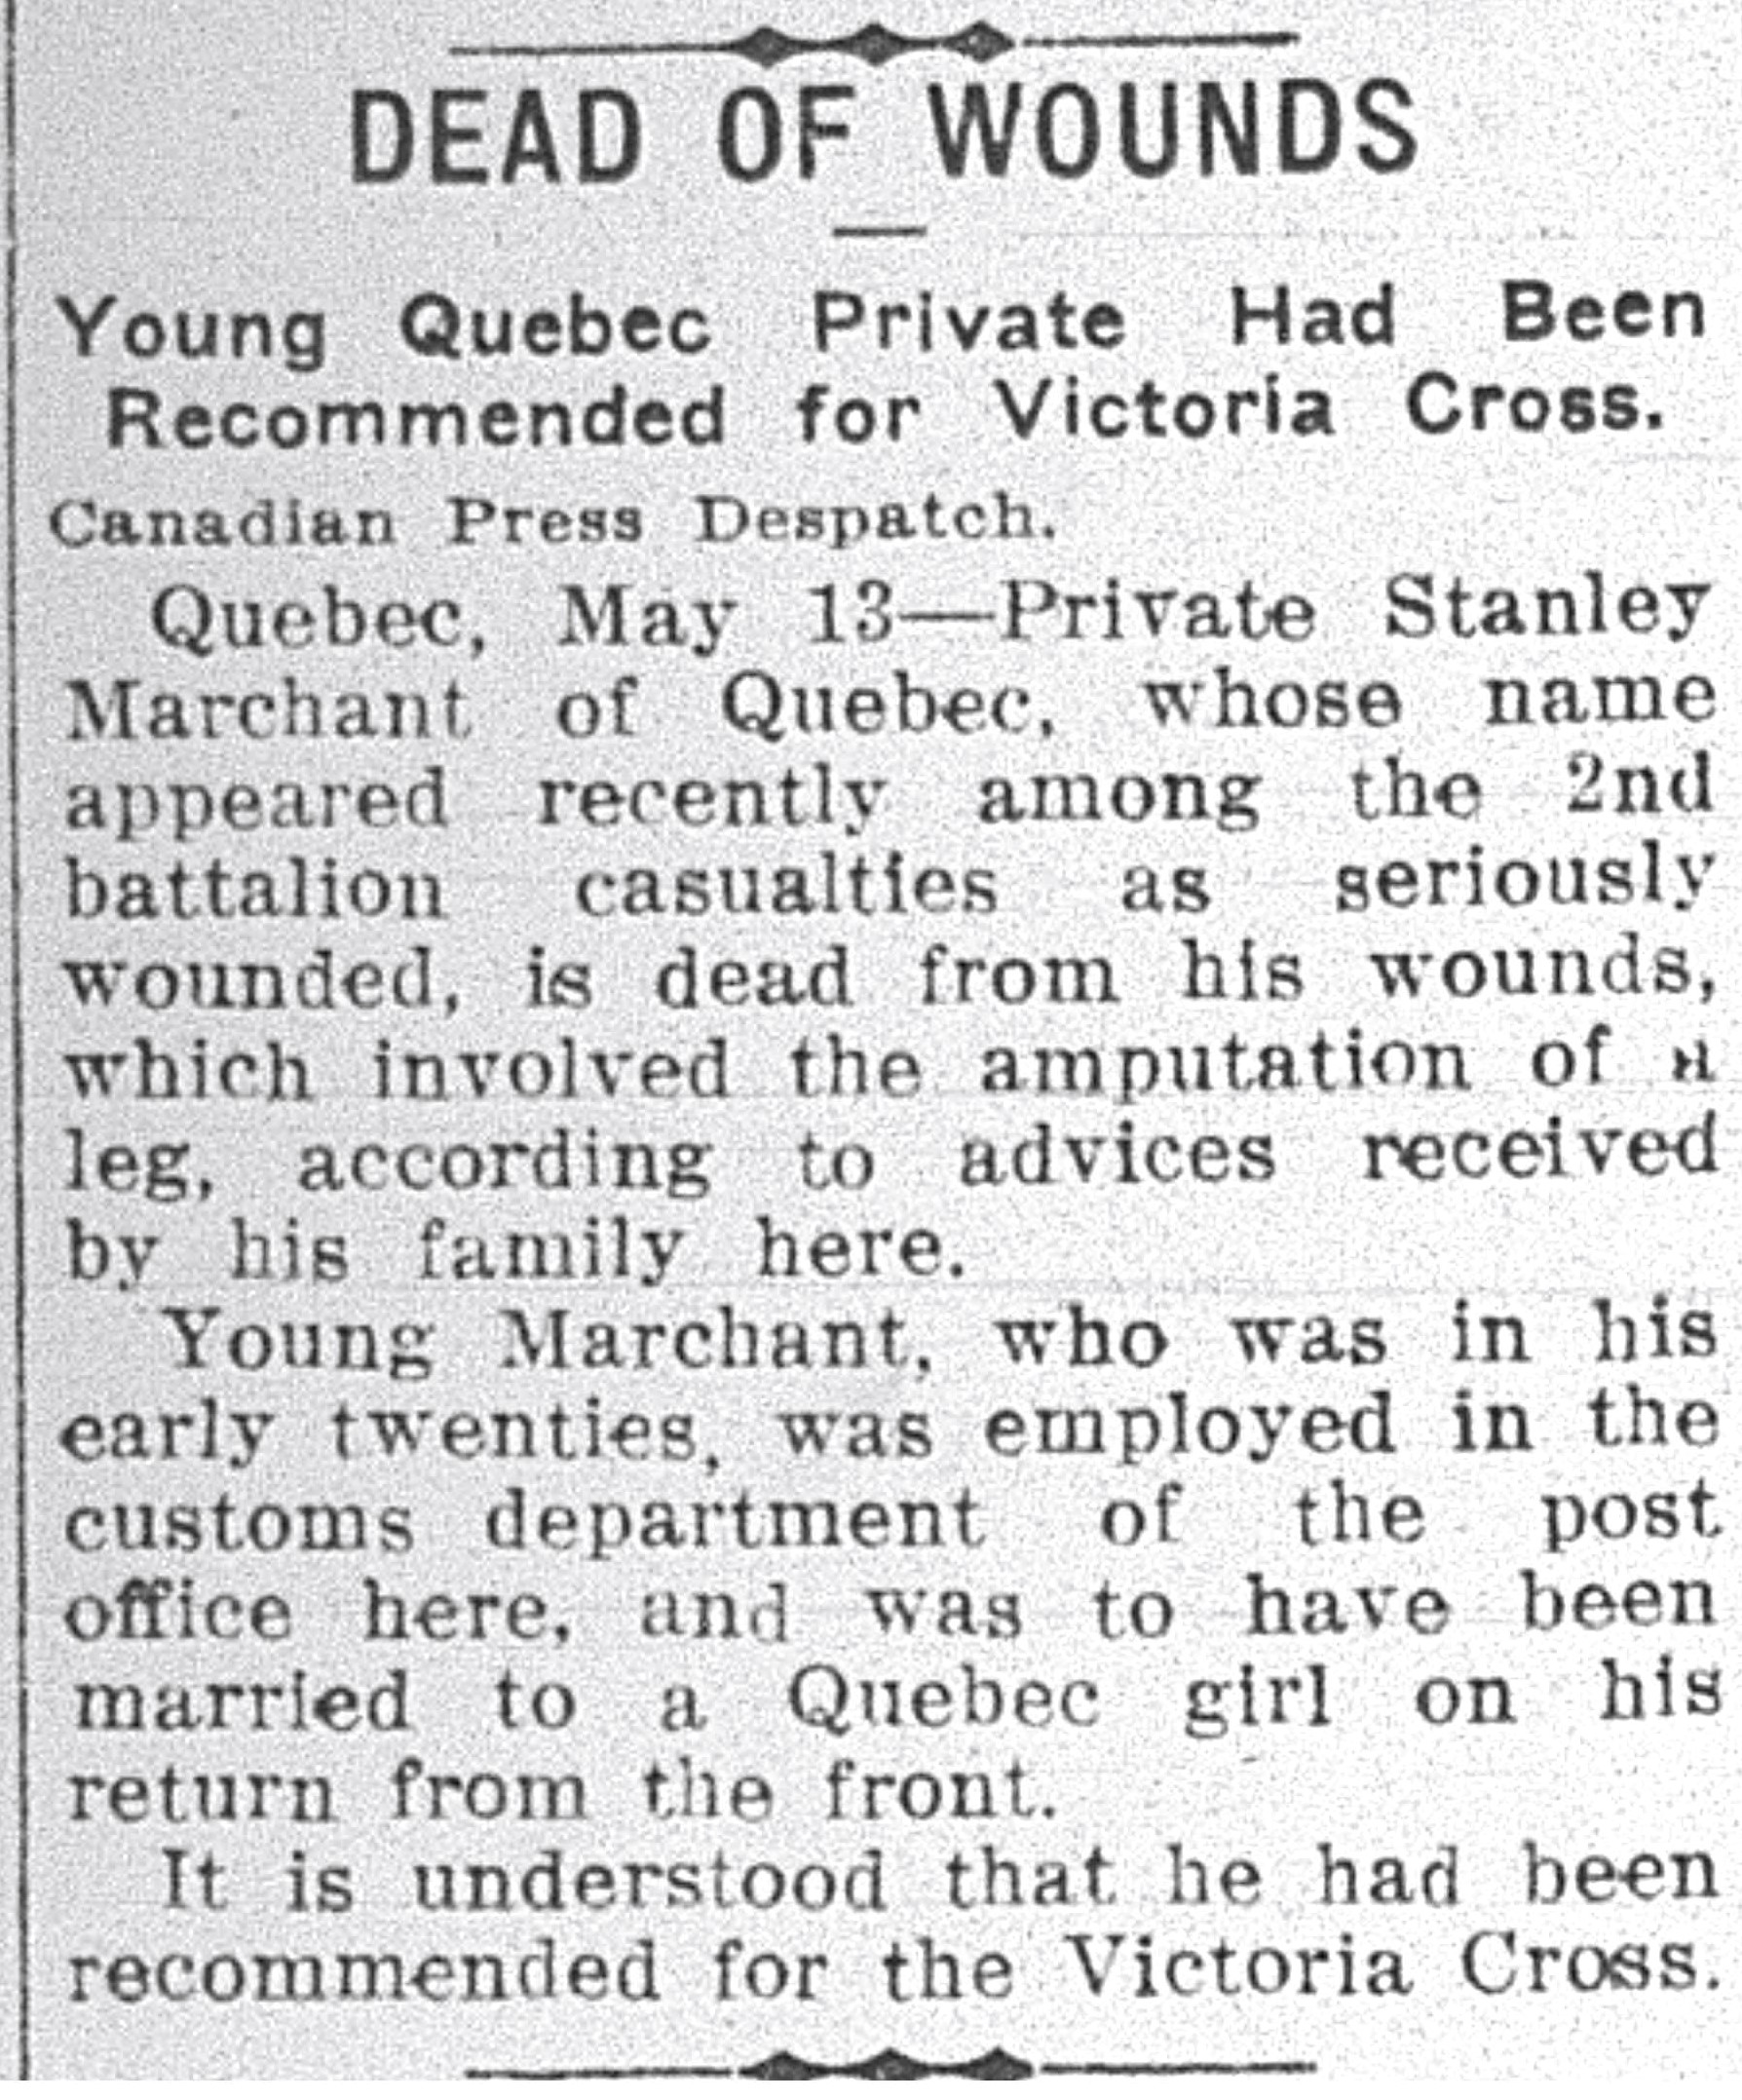 DEAD OF WOUNDS
Young Quebec Private Had Been
Recommended for Victoria Cross.
Canadian Press Despatch.
Quebec, May 13—Private Stanley
Marchant of Quebec, whose name
appeared recently among the 2nd
battalion casualties as seriously
wounded, is dead from his wounds,
which involved the amputation of a
leg, according to advices received
by his family here.
Young Marchant, who was in his
early twenties, was employed in the
customs department of the post
office here, and was to have been
married to a Quebec girl on his
return from the front.
It is understood that he had been
recommended for the Victoria Cross.